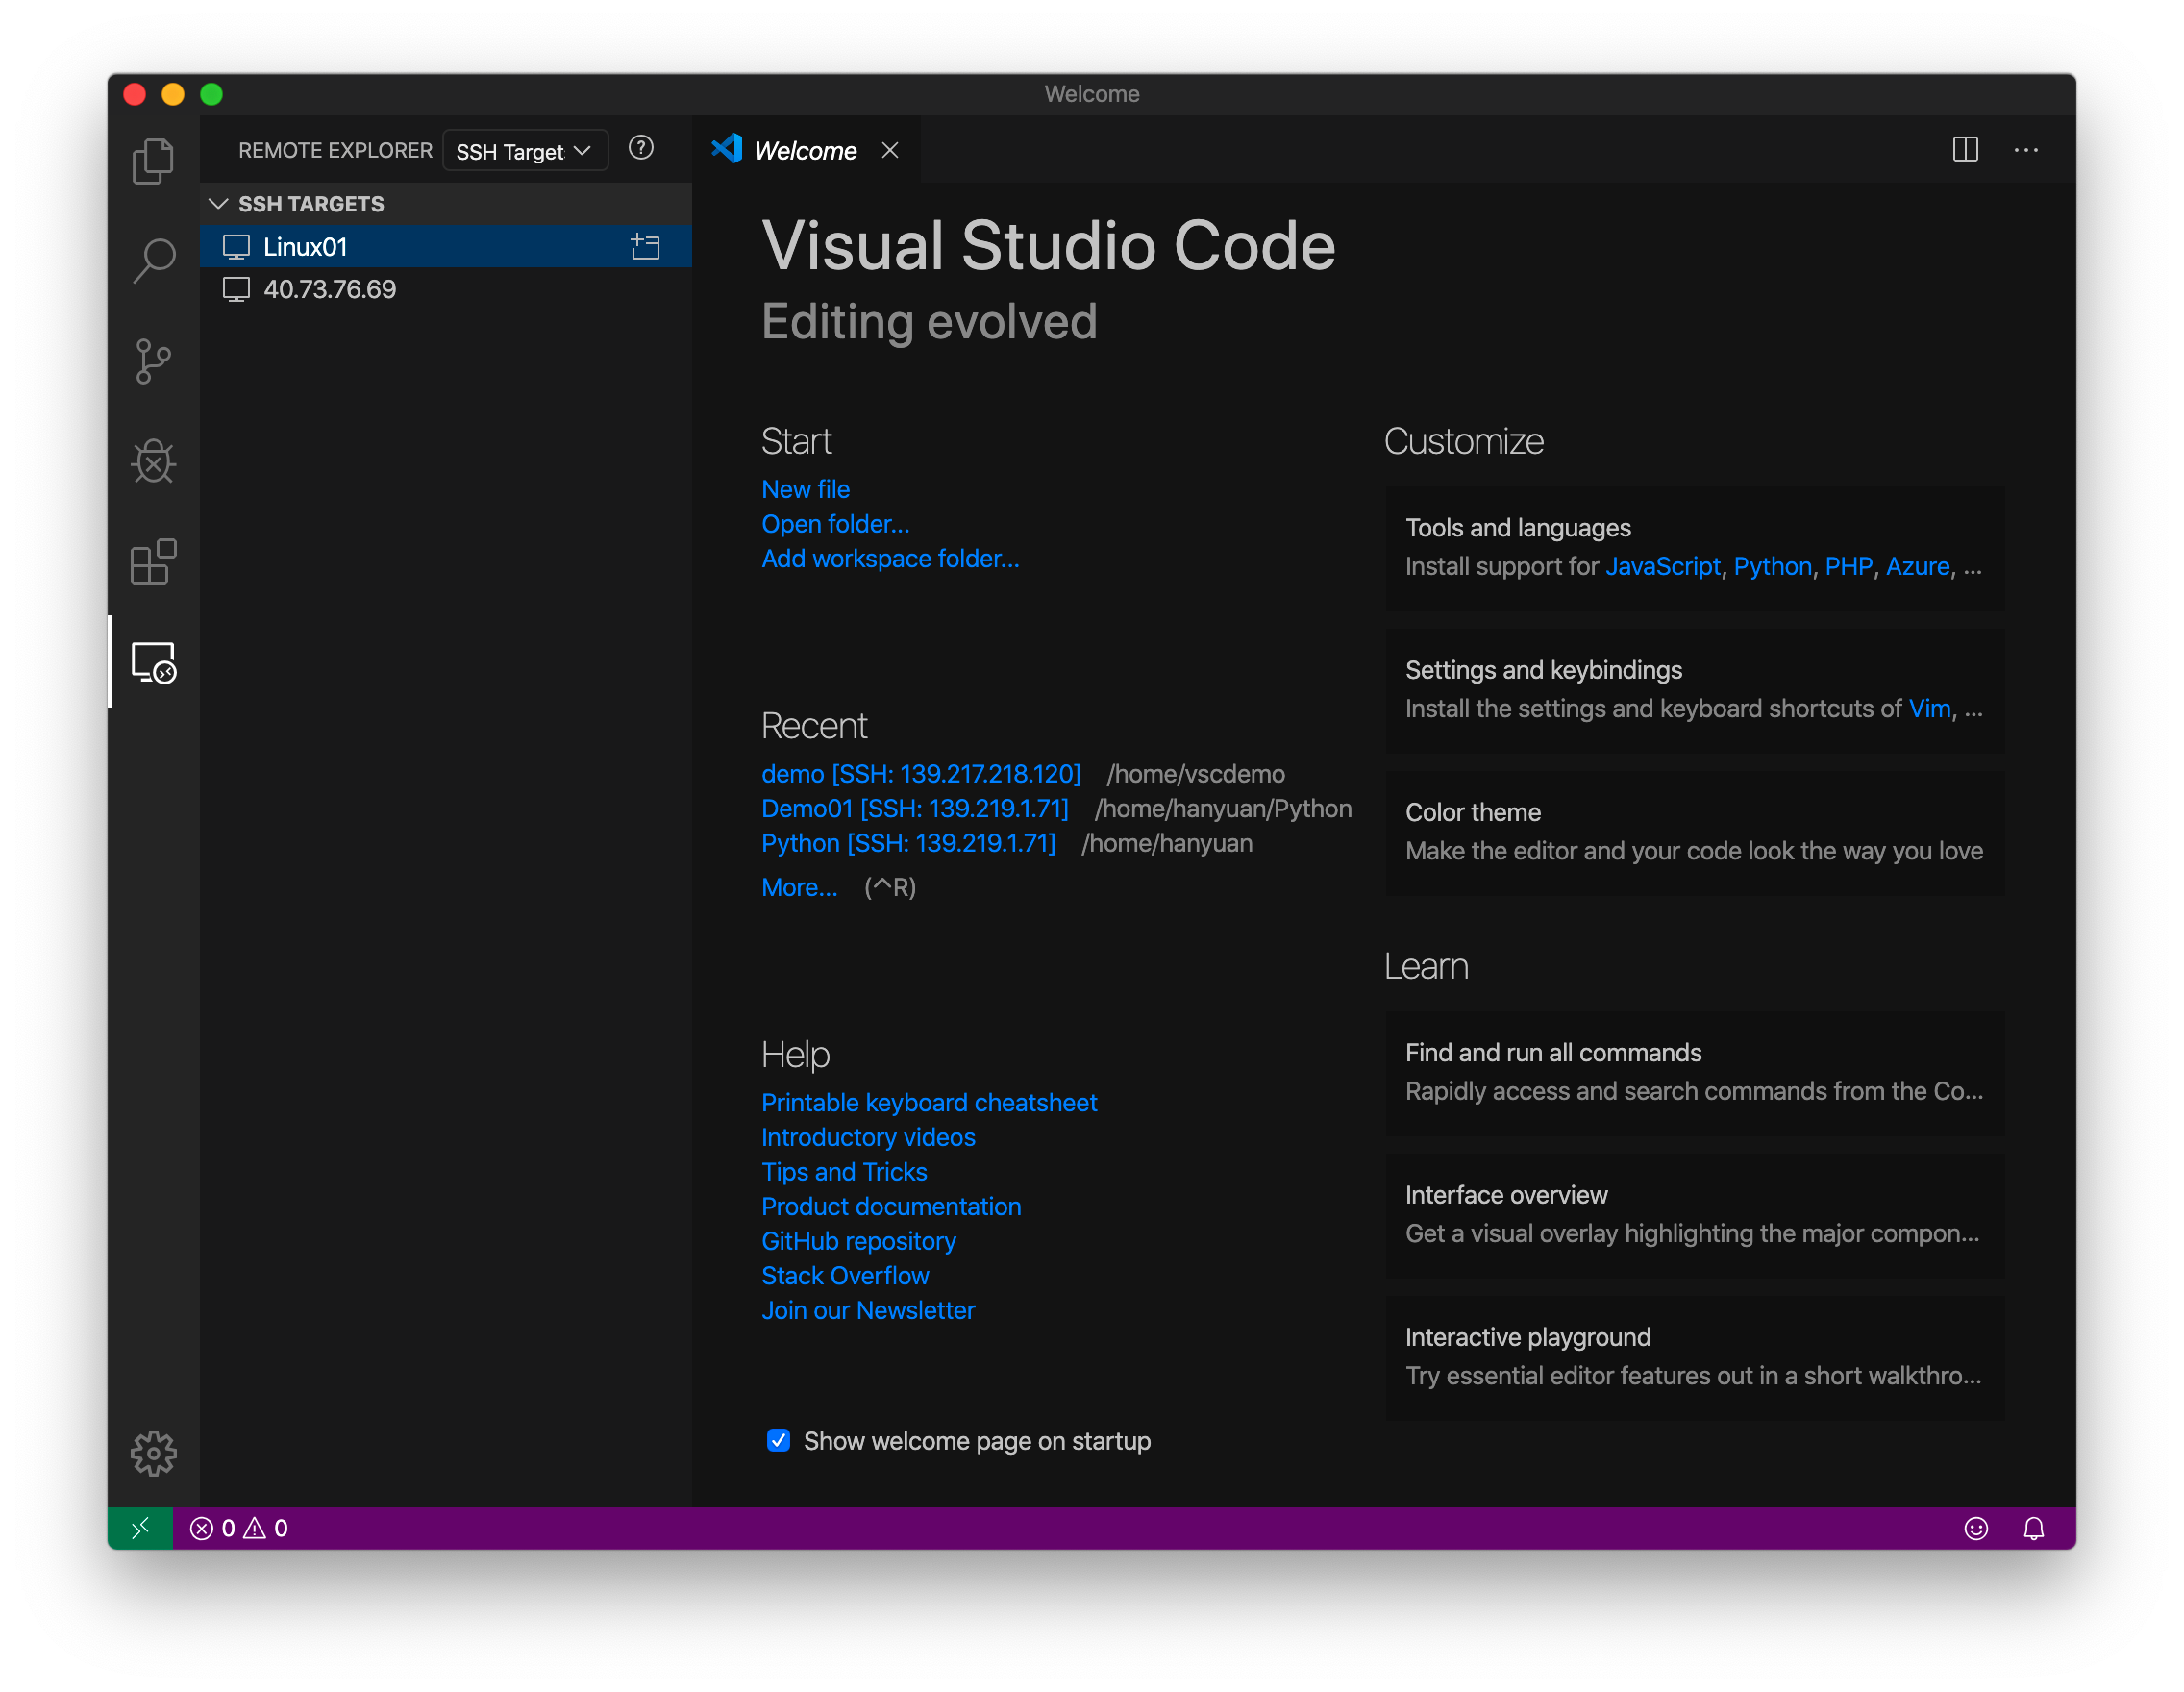 Welcome
REMOTE EXPLORER
SSH Target
SSH TARGETS
Linux01
40.73.76.69
Welcome
Visual Studio Code
Editing evolved
Start
New file
Open folder...
Add workspace folder...
Recent
demo [SSH: 139.217.218.120] /home/vscdemo
Demo01 [SSH: 139.219.1.71] /home/hanyuan/Python
Python [SSH: 139.219.1.71] /home/hanyuan
More... (^R)
Help
Printable keyboard cheatsheet
Introductory videos
Tips and Tricks
Product documentation
GitHub repository
Stack Overflow
Join our Newsletter
Show welcome page on startup
Customize
Tools and languages
Install support for JavaScript, Python, PHP, Azure, ...
Settings and keybindings
Install the settings and keyboard shortcuts of Vim, ...
Color theme
Make the editor and your code look the way you love
Learn
Find and run all commands
Rapidly access and search commands from the Co...
Interface overview
Get a visual overlay highlighting the major compon...
Interactive playground
Try essential editor features out in a short walkthro...
0 0